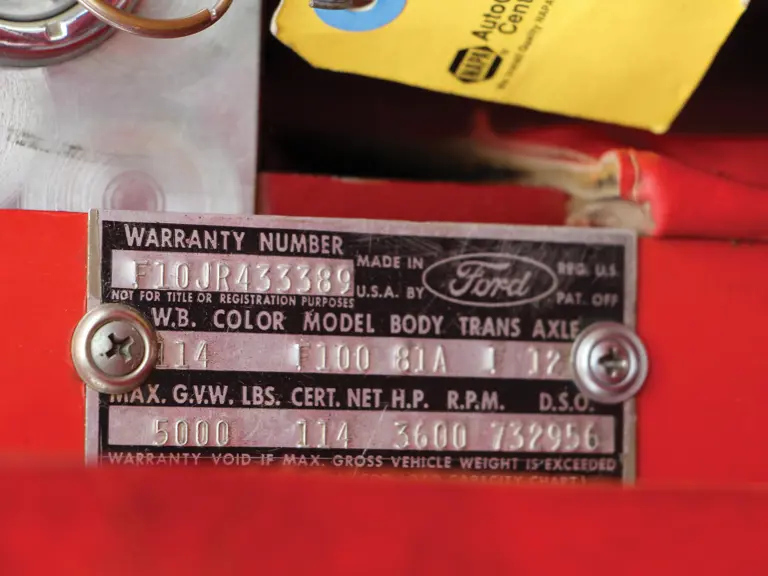 AutoC
Cent
NAPA
WARRANTY NUMBER
F10JR433389
MADE IN
U.S.A. BY
Ford
REG. U.S.
PAT. OFF
NOT FOR TITLE OR REGISTRATION PURPOSES
W.B. COLOR MODEL BODY TRANS AXLE
114 F100 81A F 12
MAX. G.V.W. LBS. CERT. NET H.P. R.P.M. D.S.O.
5000 114 3600 732956
WARRANTY VOID IF MAX. GROSS VEHICLE WEIGHT IS EXCEEDED